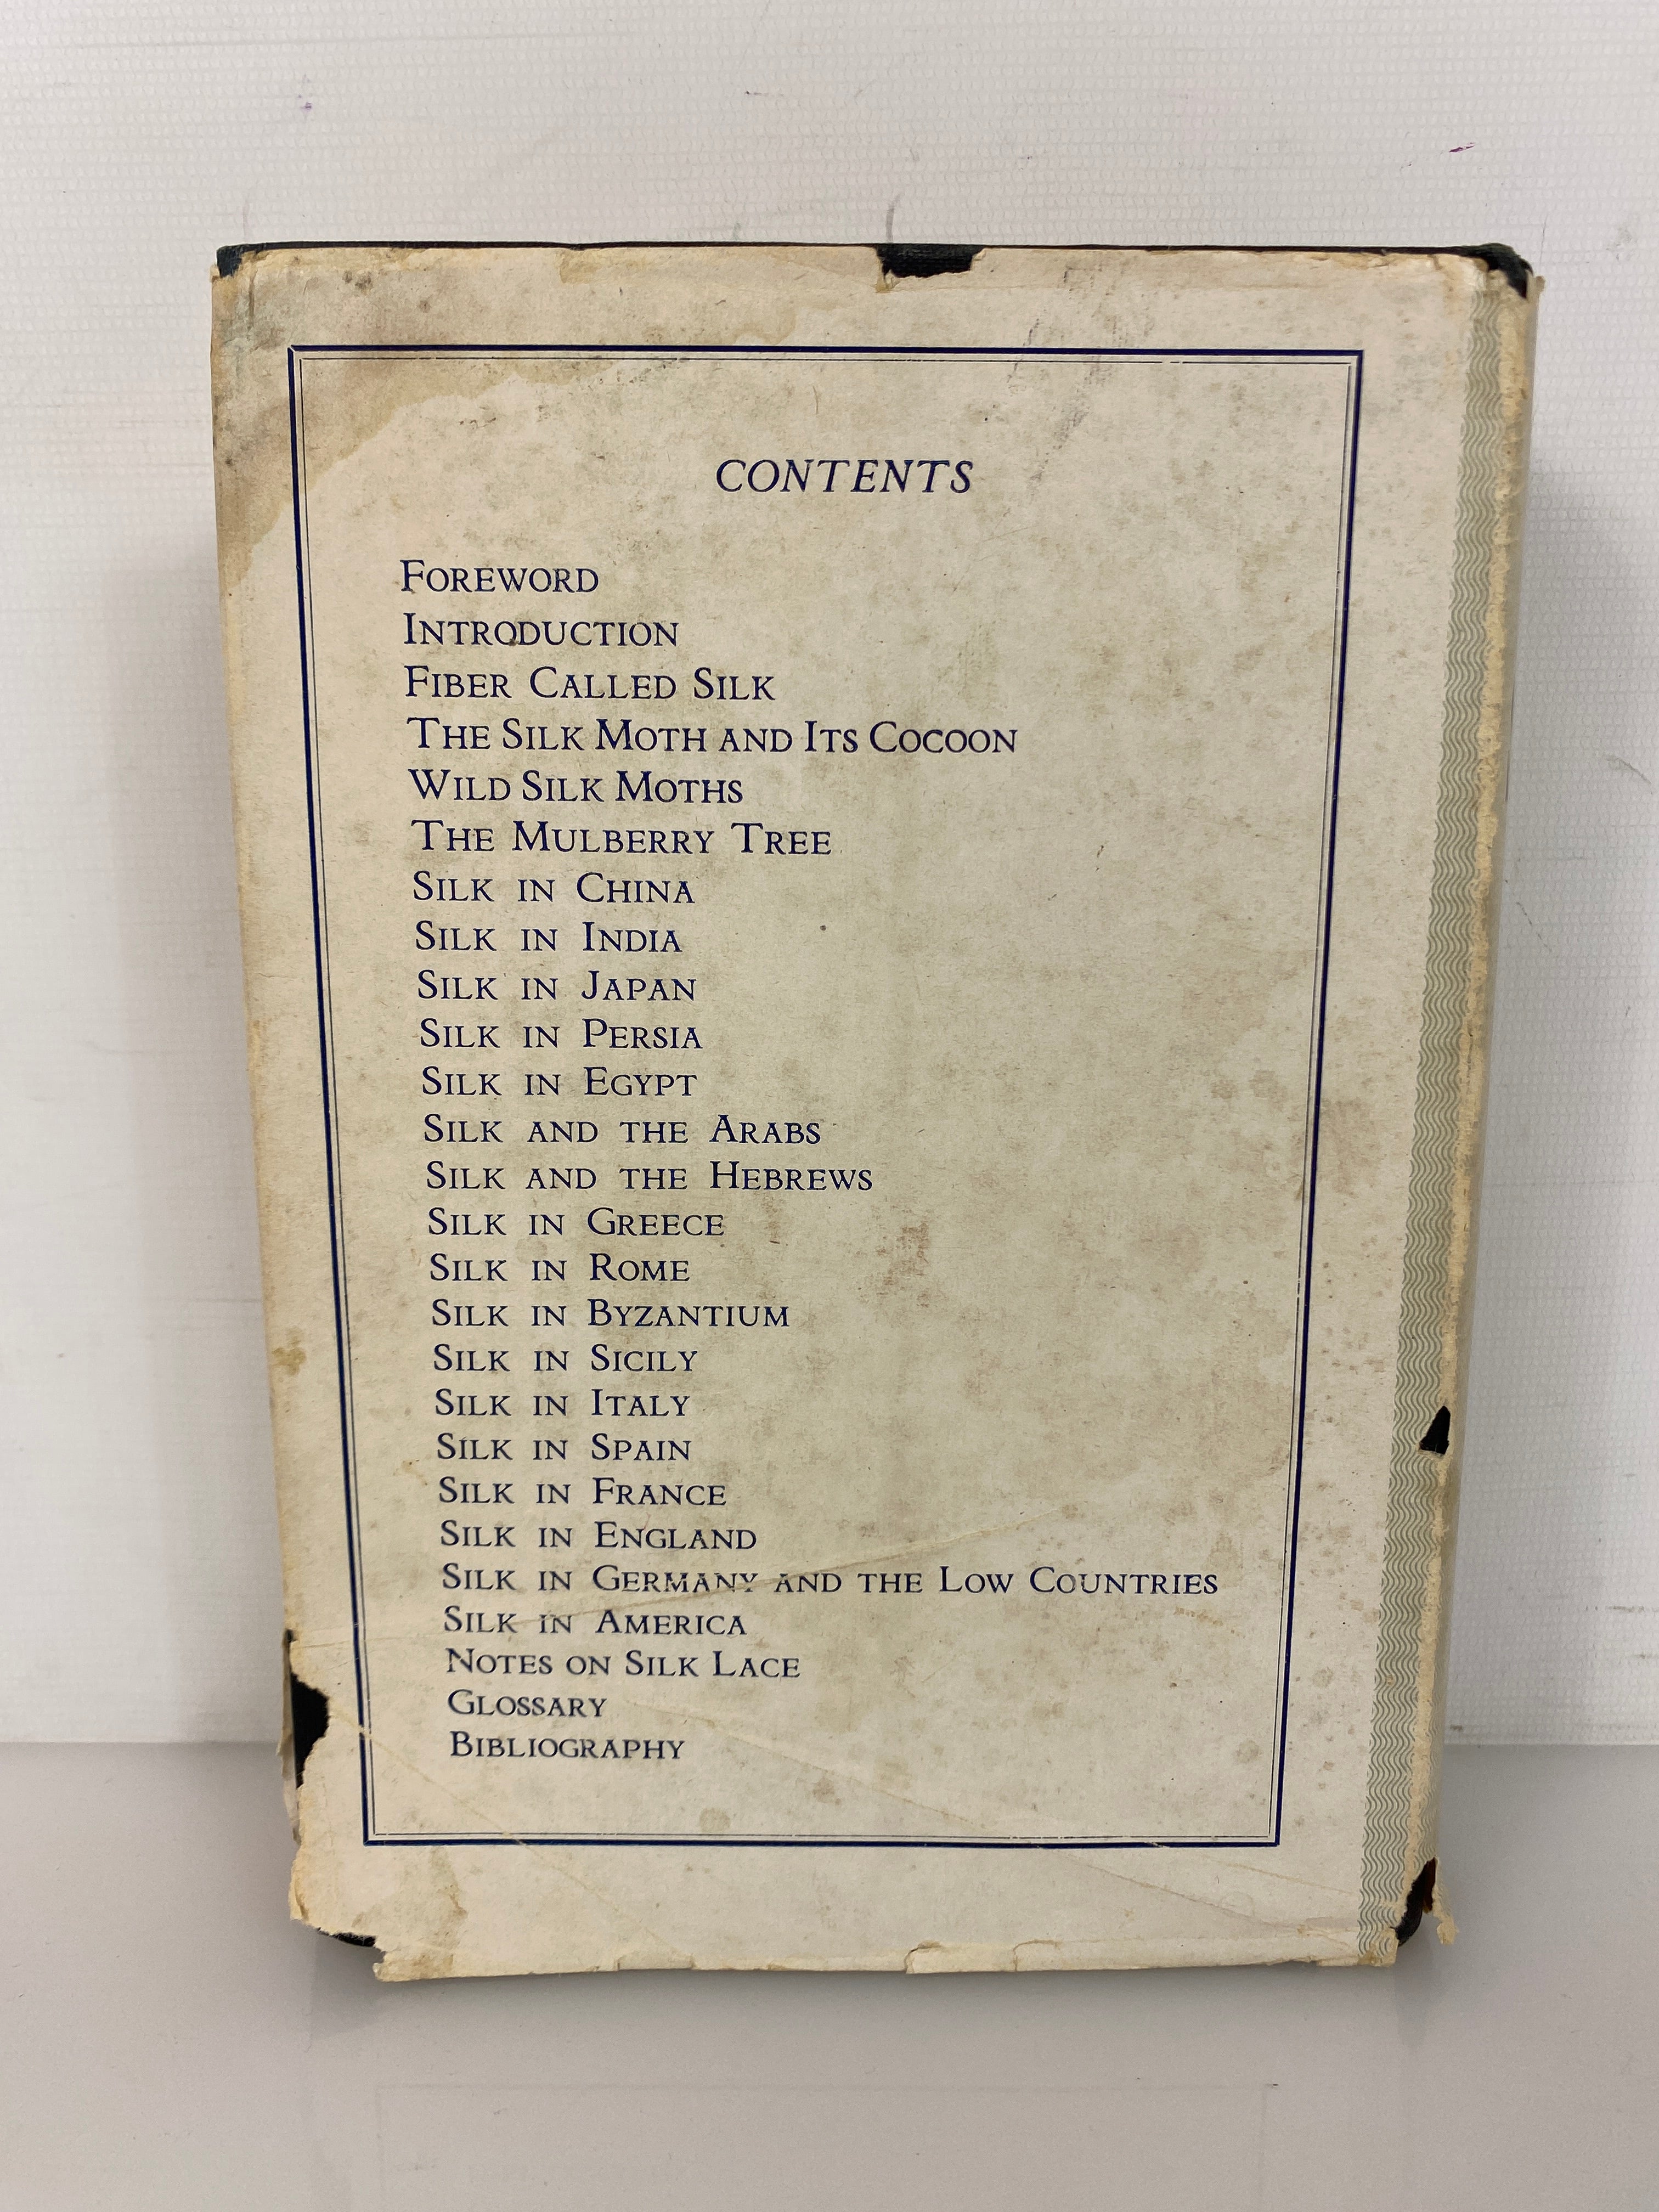 CONTENTS
FOREWORD
INTRODUCTION
FIBER CALLED SILK
THE SILK MOTH AND ITS COCOON
WILD SILK MOTHS
THE MULBERRY TREE
SILK IN CHINA
SILK IN INDIA
SILK IN JAPAN
SILK IN PERSIA
SILK IN EGYPT
SILK AND THE ARABS
SILK AND THE HEBREWS
SILK IN GREECE
SILK IN ROME
SILK IN BYZANTIUM
SILK IN SICILY
SILK IN ITALY
SILK IN SPAIN
SILK IN FRANCE
SILK IN ENGLAND
SILK IN GERMANY AND THE LOW COUNTRIES
SILK IN AMERICA
NOTES ON SILK LACE
GLOSSARY
BIBLIOGRAPHY